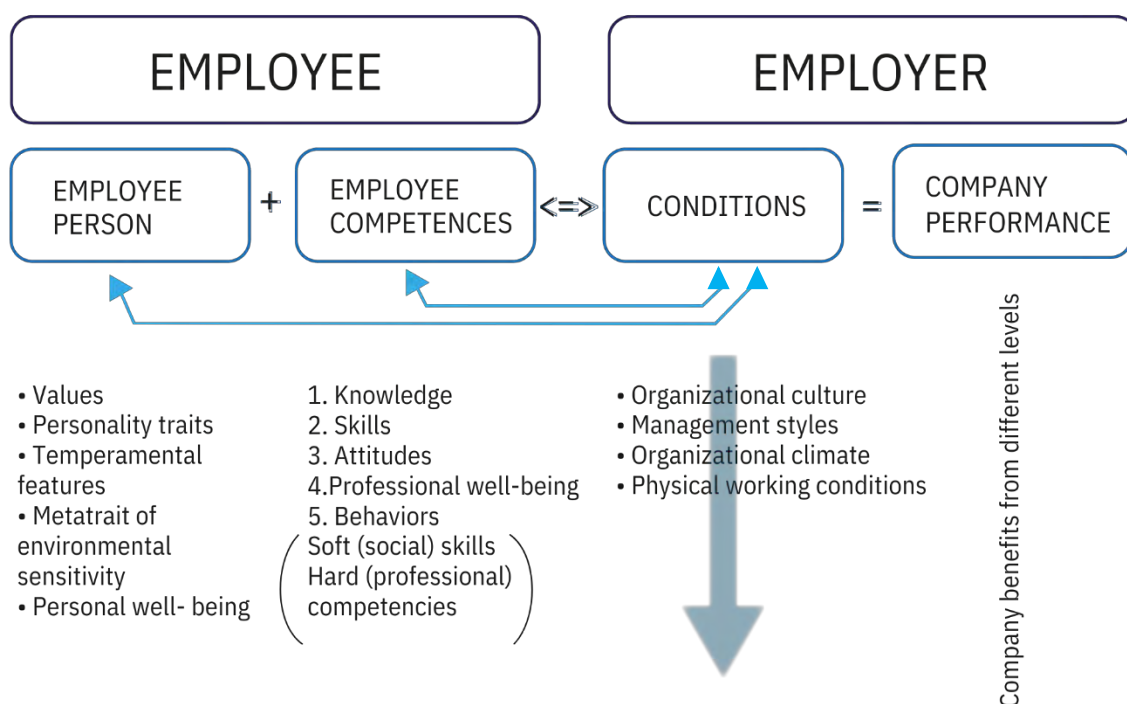 EMPLOYEE
EMPLOYER
EMPLOYEE
PERSON
+
EMPLOYEE
COMPETENCES
<=>
CONDITIONS
=
COMPANY
PERFORMANCE
• Values
• Personality traits
• Temperamental
features
• Metatrait of
environmental
sensitivity
• Personal well- being
1. Knowledge
2. Skills
3. Attitudes
4.Professional well-being
5. Behaviors
Soft (social) skills
Hard (professional)
competencies
• Organizational culture
• Management styles
• Organizational climate
• Physical working conditions
Company benefits from different levels